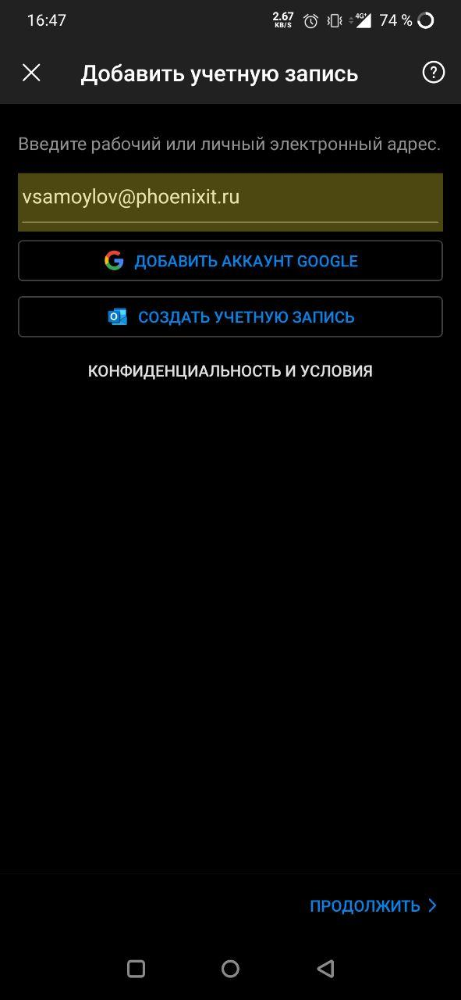 16:47
2.67 KB/S 4G+ 74 %
Добавить учетную запись ?
Введите рабочий или личный электронный адрес.
vsamoylov@phoenixit.ru
G ДОБАВИТЬ АККАУНТ GOOGLE
O СОЗДАТЬ УЧЕТНУЮ ЗАПИСЬ
КОНФИДЕНЦИАЛЬНОСТЬ И УСЛОВИЯ
ПРОДОЛЖИТЬ